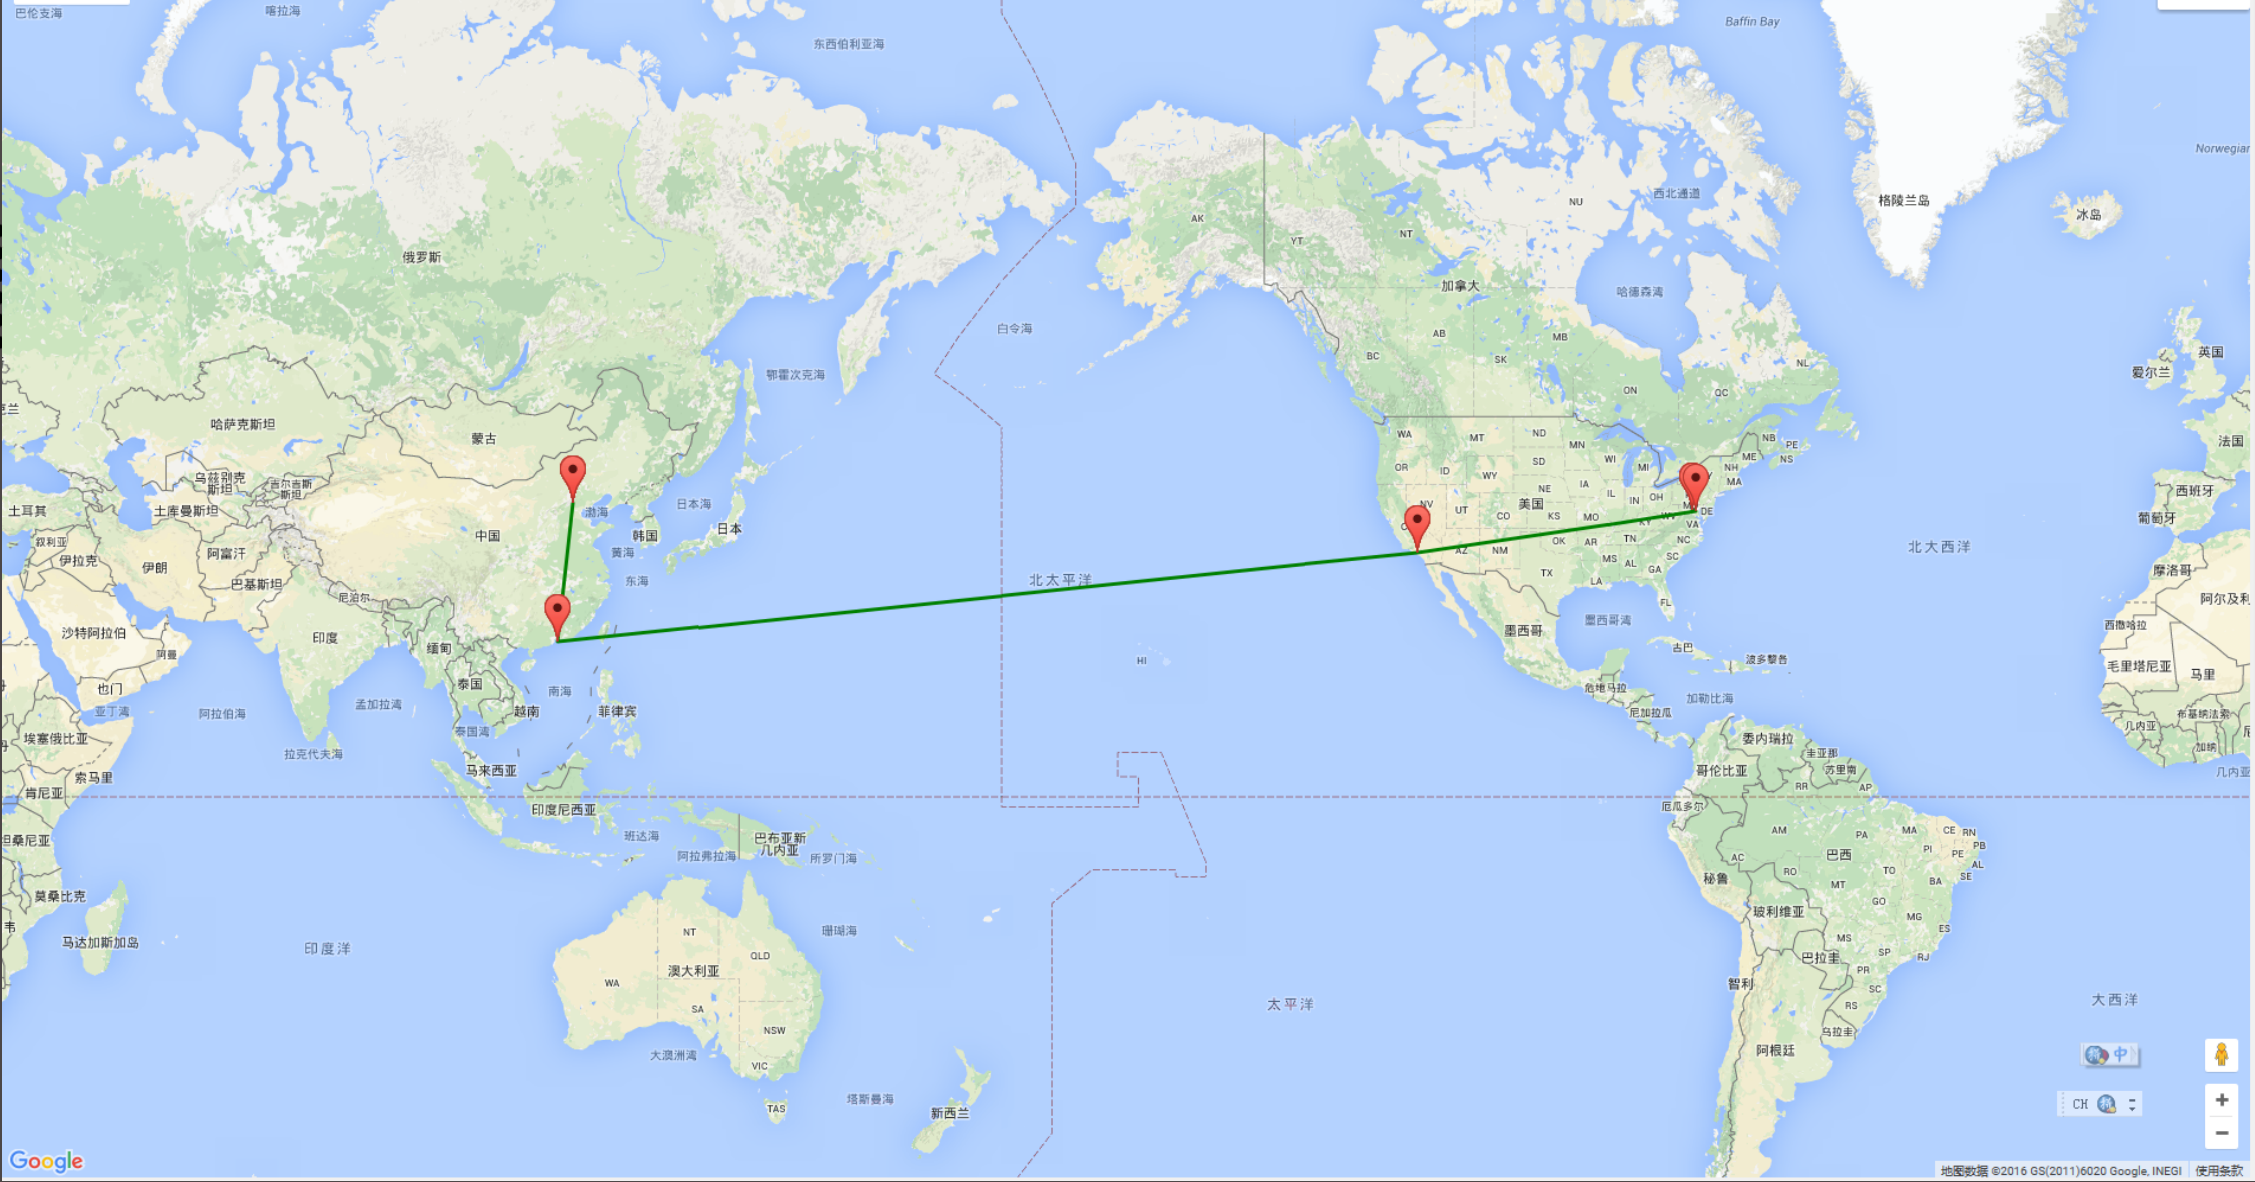 巴伦支海
喀拉海
东西伯利亚海
Baffin Bay
Norwegian
西北通道
格陵兰岛
冰岛
AK
YT
NT
NU
俄罗斯
加拿大
哈德森湾
白令海
鄂霍次克海
AB
MB
BC
SK
ON
QC
NL
英国
爱尔兰
哈萨克斯坦
蒙古
WA
MT
ND
MN
NB
PE
NS
ME
法国
OR
ID
WY
SD
WI
MI
NH
MA
乌兹别克
斯坦
吉尔吉斯
斯坦
土耳其
土库曼斯坦
渤海
日本海
日本
韩国
NV
UT
CO
NE
IA
IL
IN
OH
DE
美国
KS
MO
KY
WV
VA
西班牙
葡萄牙
叙利亚
伊拉克
伊朗
阿富汗
巴基斯坦
中国
黄海
东海
AZ
NM
OK
AR
TN
NC
SC
MS
AL
GA
TX
LA
FL
北大西洋
北太平洋
摩洛哥
阿尔及利
尼泊尔
沙特阿拉伯
阿曼
印度
缅甸
HI
墨西哥
墨西哥湾
古巴
波多黎各
西撒哈拉
毛里塔尼亚
马里
也门
亚丁湾
阿拉伯海
孟加拉湾
泰国
南海
越南
菲律宾
危地马拉
加勒比海
尼加拉瓜
泰国湾
埃塞俄比亚
拉克代夫海
委内瑞拉
圭亚那
苏里南
几内亚
布基纳法索
加纳
几内亚
索马里
肯尼亚
马来西亚
哥伦比亚
RR
AP
厄瓜多尔
印度尼西亚
坦桑尼亚
班达海
阿拉弗拉海
巴布亚新
几内亚
所罗门海
AM
PA
MA
CE
RN
PB
PI
PE
AL
SE
AC
RO
TO
BA
MT
巴西
秘鲁
莫桑比克
马达加斯加岛
印度洋
珊瑚海
NT
QLD
WA
SA
NSW
VIC
TAS
澳大利亚
大澳洲湾
塔斯曼海
新西兰
太平洋
玻利维亚
GO
MG
ES
MS
SP
RJ
巴拉圭
PR
SC
RS
智利
乌拉圭
阿根廷
大西洋
中
CH
+
−
Google
地图数据 ©2016 GS(2011)6020 Google, INEGI
使用条款